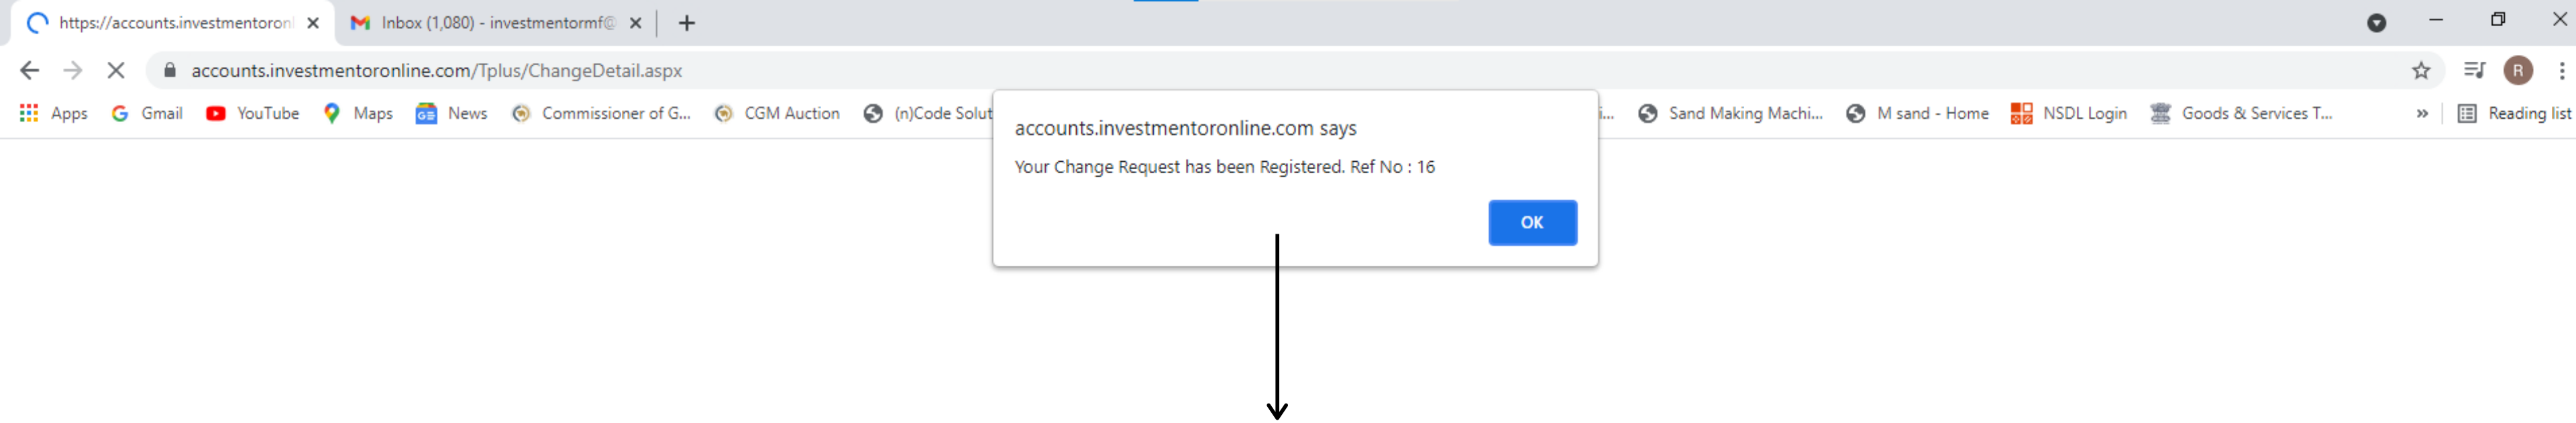 https://accounts.investmentoronl
Inbox (1,080) - investmentormf@
accounts.investmentoronline.com/Tplus/ChangeDetail.aspx
R
Apps Gmail YouTube Maps News Commissioner of G... CGM Auction (n)Code Solut i... Sand Making Machi... M sand - Home NSDL Login Goods & Services T... » Reading list
accounts.investmentoronline.com says
Your Change Request has been Registered. Ref No : 16
OK